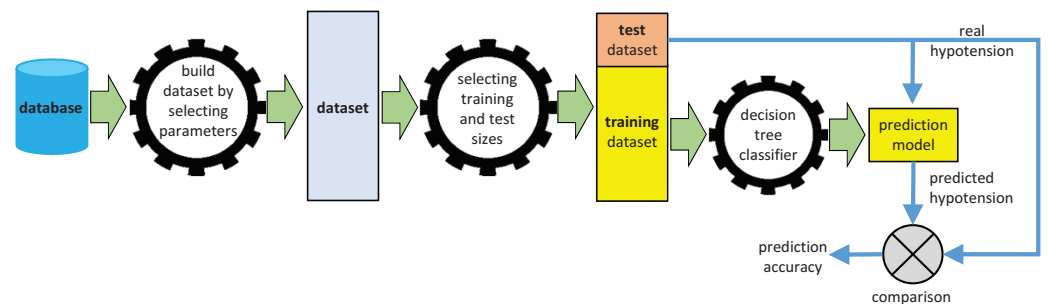 database
build
dataset by
selecting
parameters
dataset
selecting
training
and test
sizes
test
dataset
training
dataset
decision
tree
classifier
prediction
model
real
hypotension
predicted
hypotension
prediction
accuracy
comparison